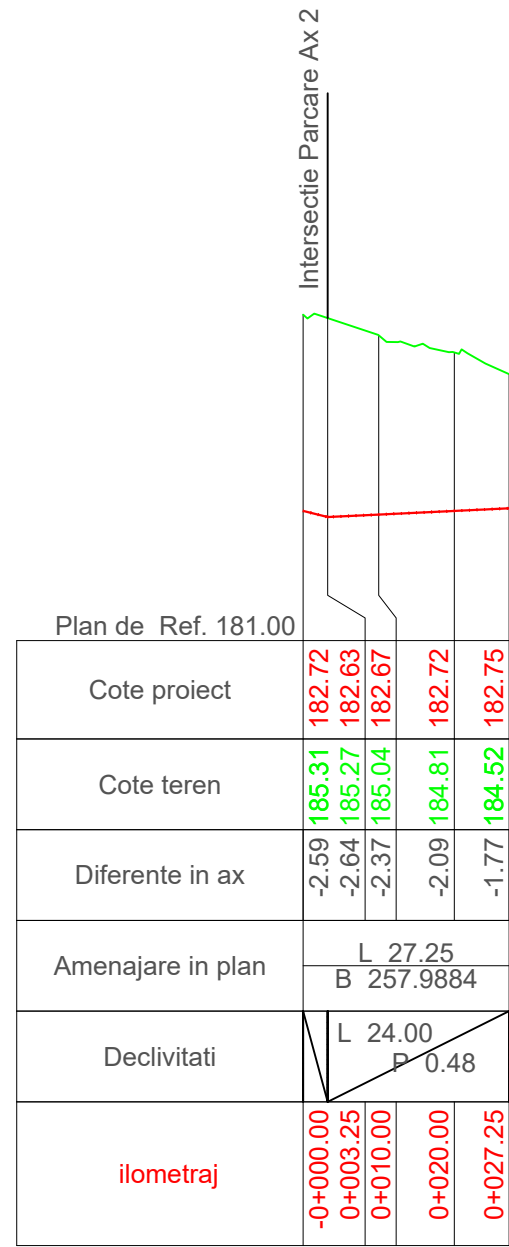 Intersectie Parcare Ax 2
Plan de Ref. 181.00
Cote proiect
182.72
182.63
182.67
182.72
182.75
Cote teren
185.31
185.27
185.04
184.81
184.52
Diferente in ax
-2.59
-2.64
-2.37
-2.09
-1.77
Amenajare in plan
L 27.25
B 257.9884
Declivitati
L 24.00
P 0.48
ilometraj
-0+000.00
0+003.25
0+010.00
0+020.00
0+027.25